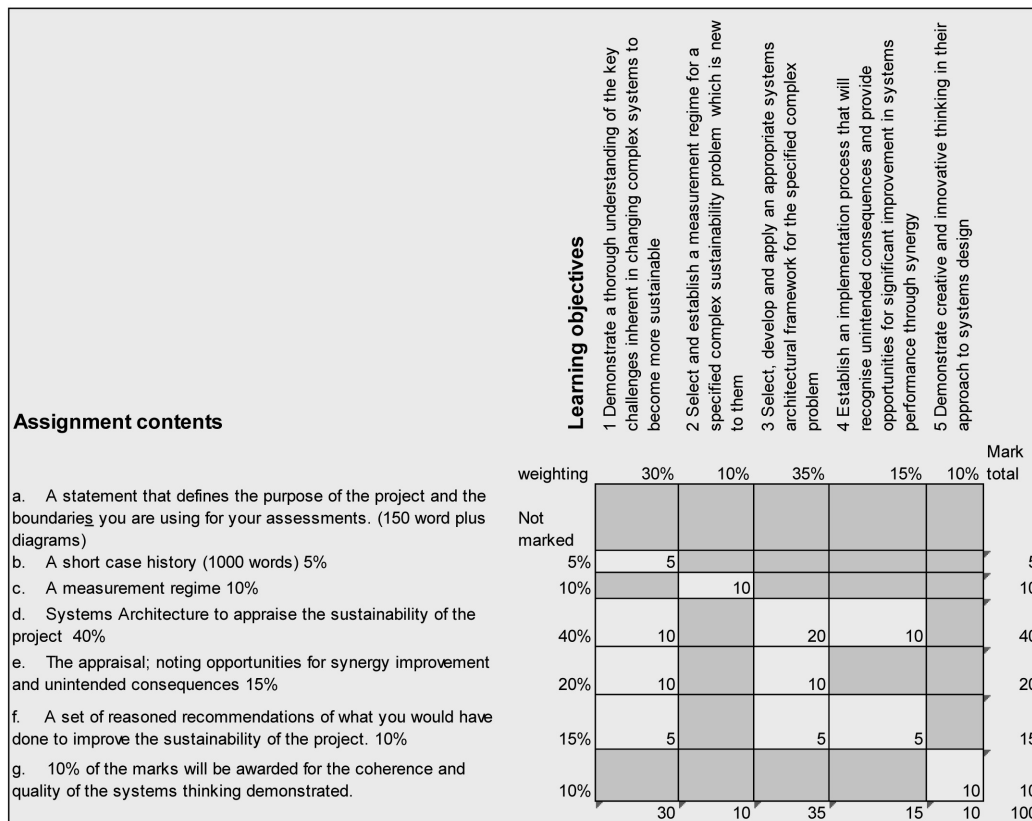 Learning objectives
1 Demonstrate a thorough understanding of the key
challenges inherent in changing complex systems to
become more sustainable
2 Select and establish a measurement regime for a
specified complex sustainability problem which is new
to them
3 Select, develop and apply an appropriate systems
architectural framework for the specified complex
problem
4 Establish an implementation process that will
recognise unintended consequences and provide
opportunities for significant improvement in systems
performance through synergy
5 Demonstrate creative and innovative thinking in their
approach to systems design
Assignment contents
Mark
weighting 30% 10% 35% 15% 10% total
a. A statement that defines the purpose of the project and the
boundaries you are using for your assessments. (150 word plus
diagrams)
Not
marked
b. A short case history (1000 words) 5% 5% 5 5
c. A measurement regime 10% 10% 10 10
d. Systems Architecture to appraise the sustainability of the
project 40% 40% 10 20 10 40
e. The appraisal; noting opportunities for synergy improvement
and unintended consequences 15% 20% 10 10 20
f. A set of reasoned recommendations of what you would have
done to improve the sustainability of the project. 10% 15% 5 5 5 15
g. 10% of the marks will be awarded for the coherence and
quality of the systems thinking demonstrated. 10% 10 10
30 10 35 15 10 100